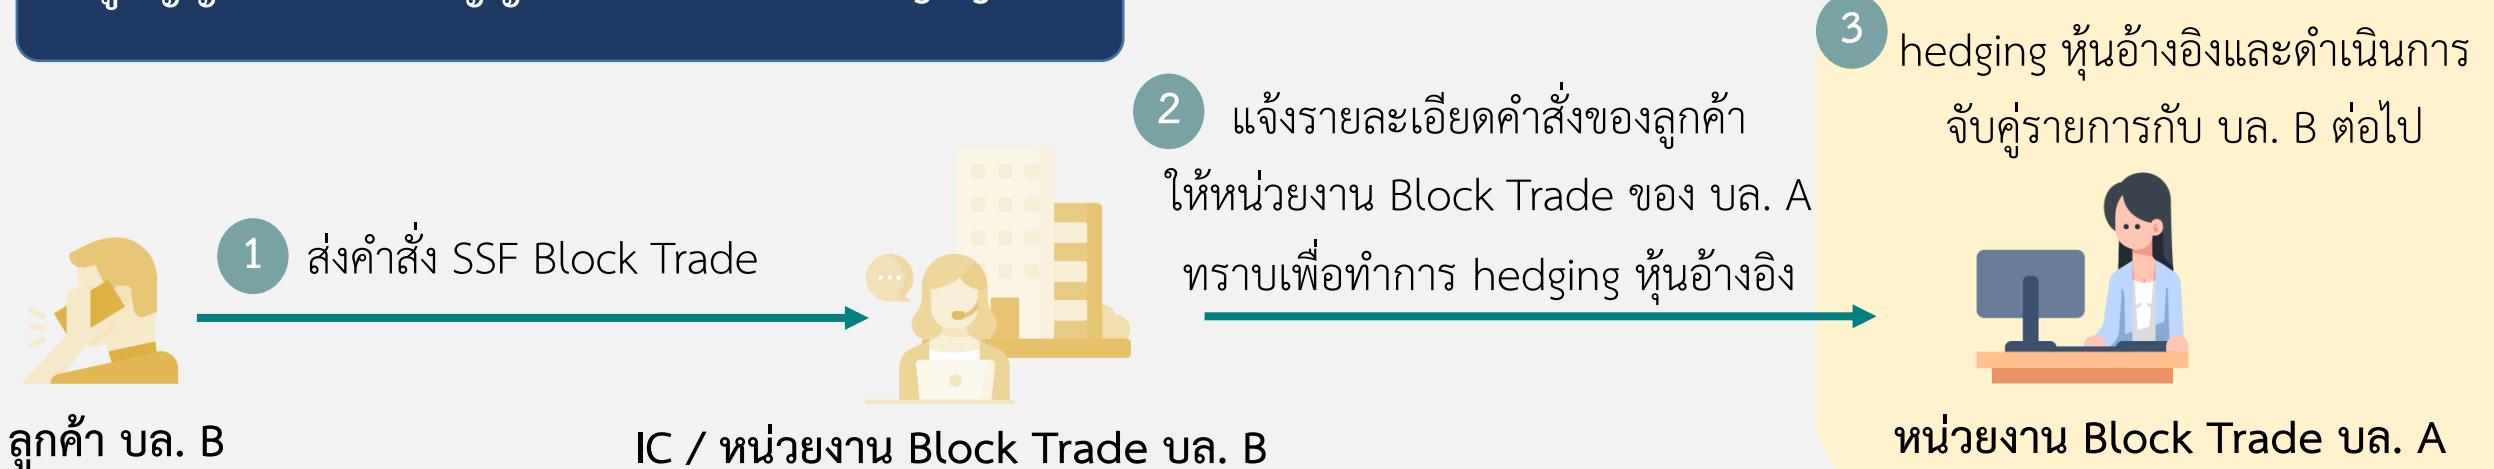 1 ส่งคำสั่ง SSF Block Trade
2 แจ้งรายละเอียดคำสั่งของลูกค้า
ให้หน่วยงาน Block Trade ของ บล. A
ทราบเพื่อทำการ hedging หุ้นอ้างอิง
3 hedging หุ้นอ้างอิงและดำเนินการ
จับคู่รายการกับ บล. B ต่อไป
ลูกค้า บล. B
IC / หน่วยงาน Block Trade บล. B
หน่วยงาน Block Trade บล. A